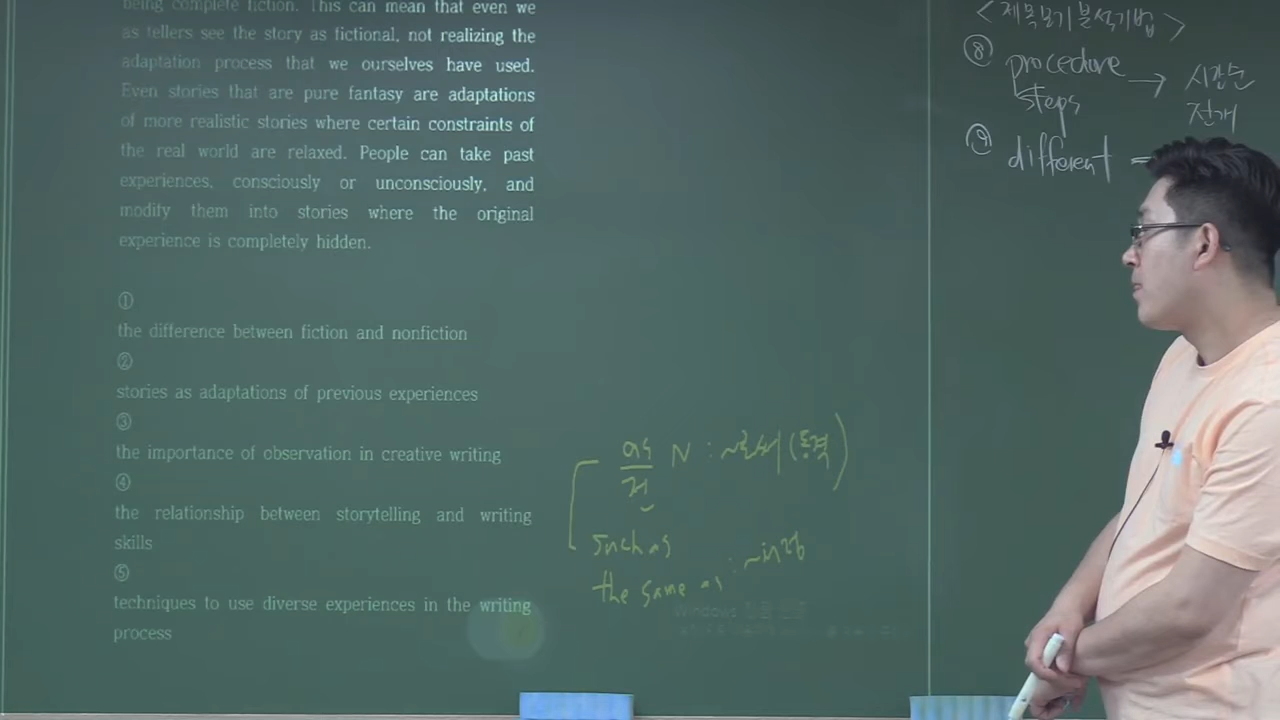 being complete fiction. This can mean that even we
as tellers see the story as fictional, not realizing the
adaptation process that we ourselves have used.
Even stories that are pure fantasy are adaptations
of more realistic stories where certain constraints of
the real world are relaxed. People can take past
experiences, consciously or unconsciously, and
modify them into stories where the original
experience is completely hidden.
①
the difference between fiction and nonfiction
②
stories as adaptations of previous experiences
③
the importance of observation in creative writing
④
the relationship between storytelling and writing
skills
⑤
techniques to use diverse experiences in the writing
process
as N : ~로서 (동격)
전
such as
the same as : ~
Windows 정품 인증
<제목보기분석기법>
⑧ procedure
steps → 시간순
전개
⑨ different =